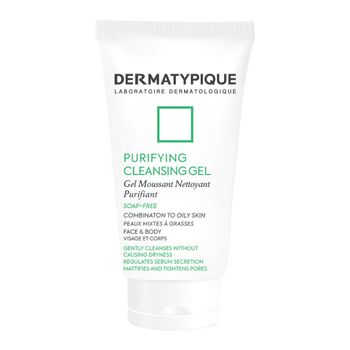 DERMATYPIQUE
LABORATOIRE DERMATOLOGIQUE
PURIFYING
CLEANSING GEL
Gel Moussant Nettoyant
Purifiant
SOAP-FREE
COMBINATON TO OILY SKIN
PEAUX MIXTES À GRASSES
FACE & BODY
VISAGE ET CORPS
GENTLY CLEANSES WITHOUT
CAUSING DRYNESS
REGULATES SEBUM SECRETION
MATTIFIES AND TIGHTENS PORES